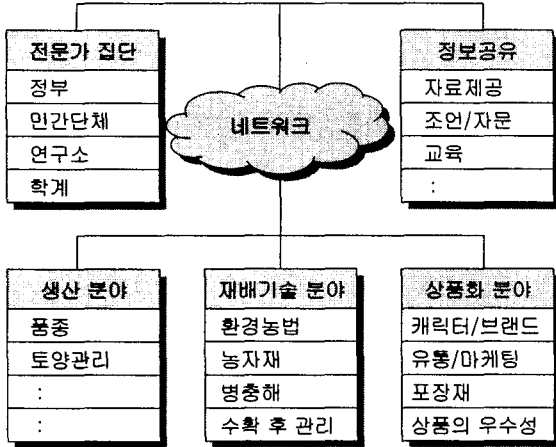 전문가 집단
정부
민간단체
연구소
학계
네트워크
정보공유
자료제공
조언/자문
교육
:
생산 분야
품종
토양관리
:
:
재배기술 분야
환경농법
농자재
병충해
수확 후 관리
상품화 분야
캐릭터/브랜드
유통/마케팅
포장재
상품의 우수성